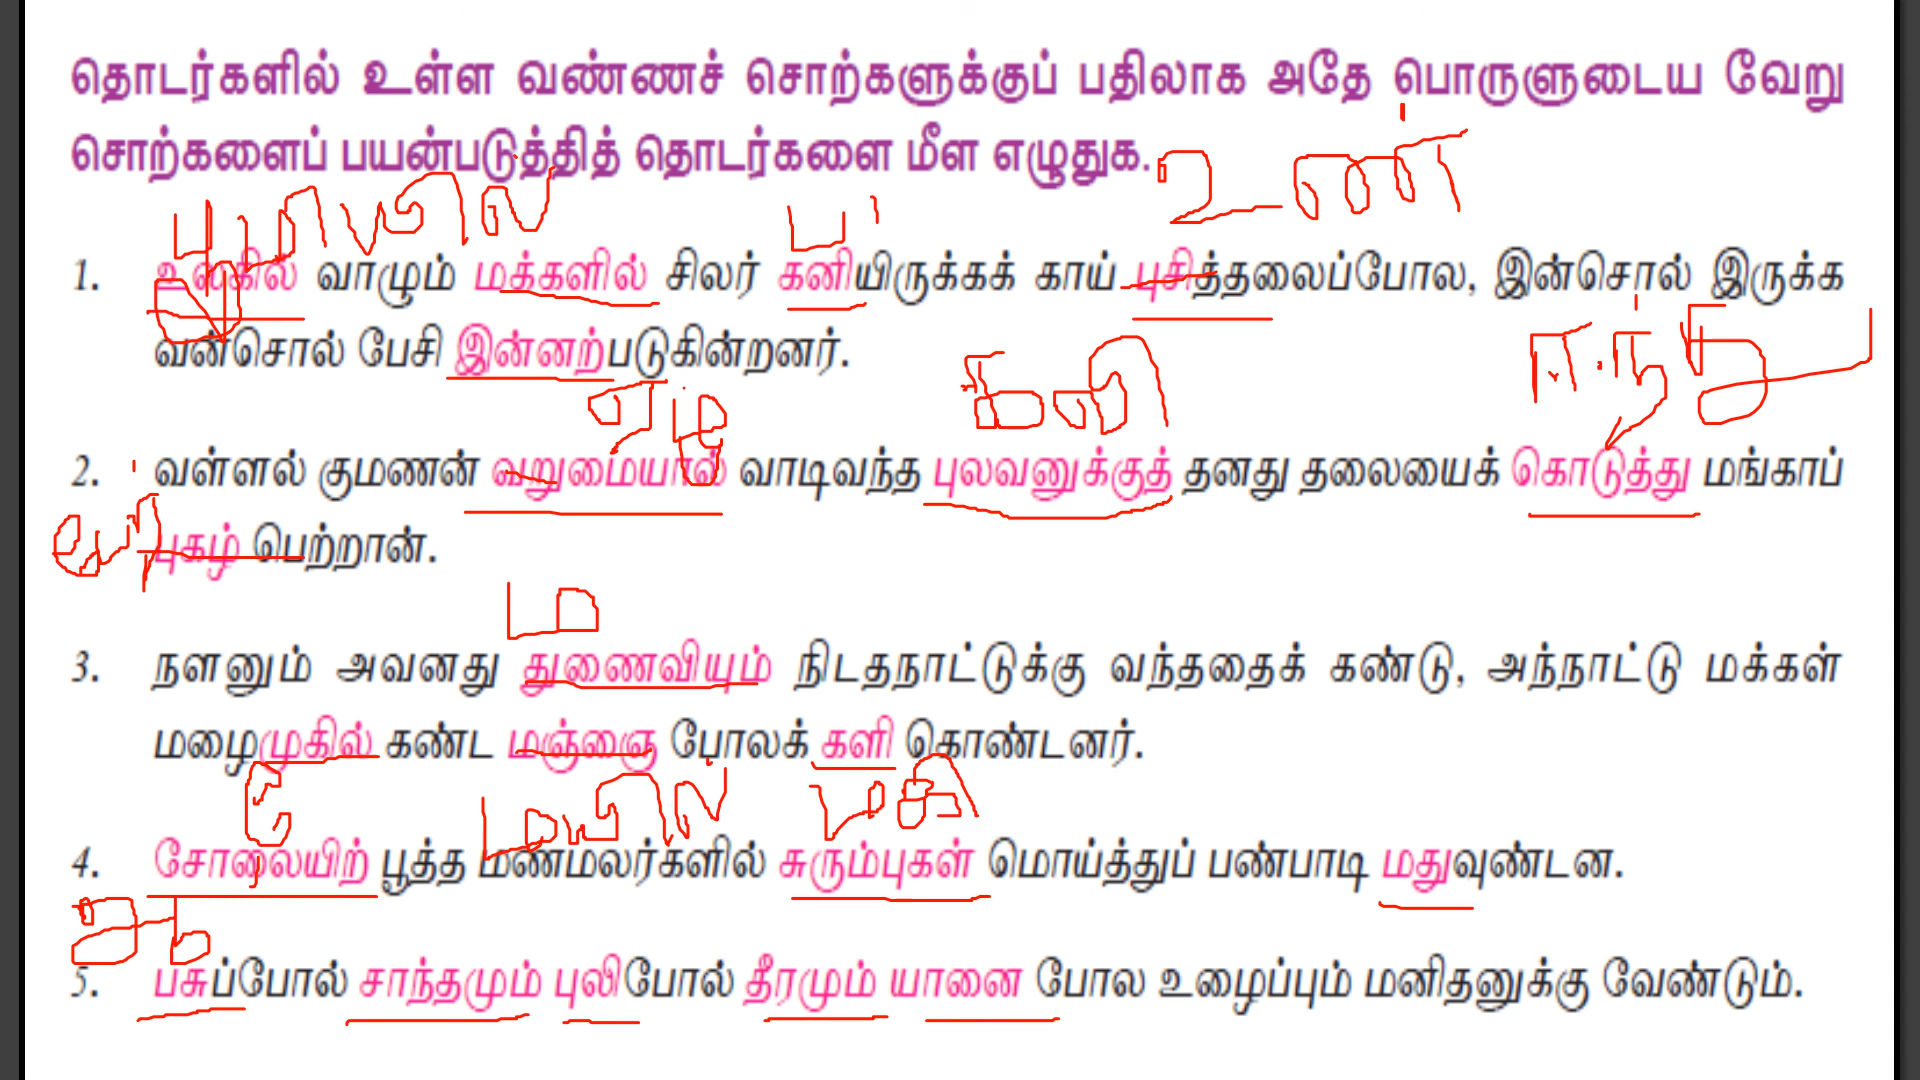 தொடர்களில் உள்ள வண்ணச் சொற்களுக்குப் பதிலாக அதே பொருளுடைய வேறு
சொற்களைப் பயன்படுத்தித் தொடர்களை மீள எழுதுக.
1. உலகில் வாழும் மக்களில் சிலர் கனியிருக்கக் காய் புசித்தலைப்போல, இன்சொல் இருக்க
வன்சொல் பேசி இன்னற்படுகின்றனர்.
2. வள்ளல் குமணன் வறுமையால் வாடிவந்த புலவனுக்குத் தனது தலையைக் கொடுத்து மங்காப்
புகழ் பெற்றான்.
3. நளனும் அவனது துணைவியும் நிடதநாட்டுக்கு வந்ததைக் கண்டு, அந்நாட்டு மக்கள்
மழைமுகில் கண்ட மஞ்ஞை போலக் களி கொண்டனர்.
4. சோலையிற் பூத்த மணமலர்களில் சுரும்புகள் மொய்த்துப் பண்பாடி மதுவுண்டன.
5. பசுப்போல் சாந்தமும் புலிபோல் தீரமும் யானை போல உழைப்பும் மனிதனுக்கு வேண்டும்.